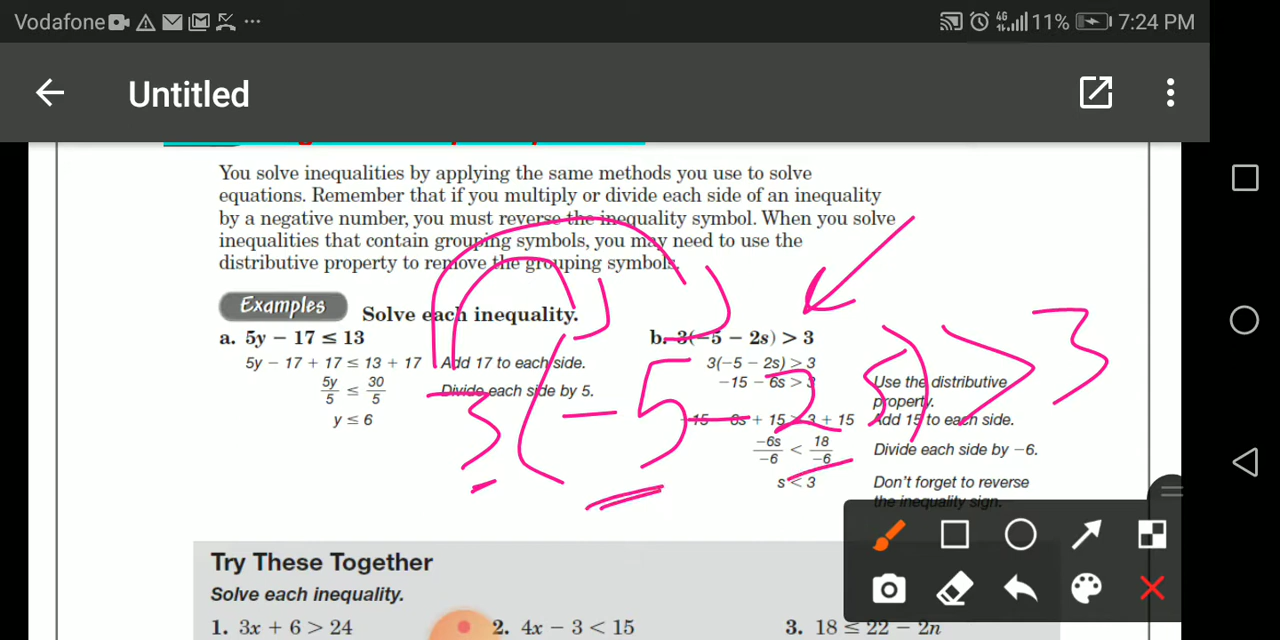 Vodafone 4G 11% 7:24 PM
Untitled
You solve inequalities by applying the same methods you use to solve
equations. Remember that if you multiply or divide each side of an inequality
by a negative number, you must reverse the inequality symbol. When you solve
inequalities that contain grouping symbols, you may need to use the
distributive property to remove the grouping symbols.
Examples Solve each inequality.
a. 5y − 17 ≤ 13
5y − 17 + 17 ≤ 13 + 17 Add 17 to each side.
5y/5 ≤ 30/5 Divide each side by 5.
y ≤ 6
b. 3(−5 − 2s) > 3
3(−5 − 2s) > 3
−15 − 6s > 3 Use the distributive
property.
−15 − 6s + 15 > 3 + 15 Add 15 to each side.
−6s/−6 < 18/−6 Divide each side by −6.
s < 3 Don't forget to reverse
the inequality sign.
3(−5 − 2s) > 3
Try These Together
Solve each inequality.
1. 3x + 6 > 24 2. 4x − 3 < 15 3. 18 ≤ 22 − 2n